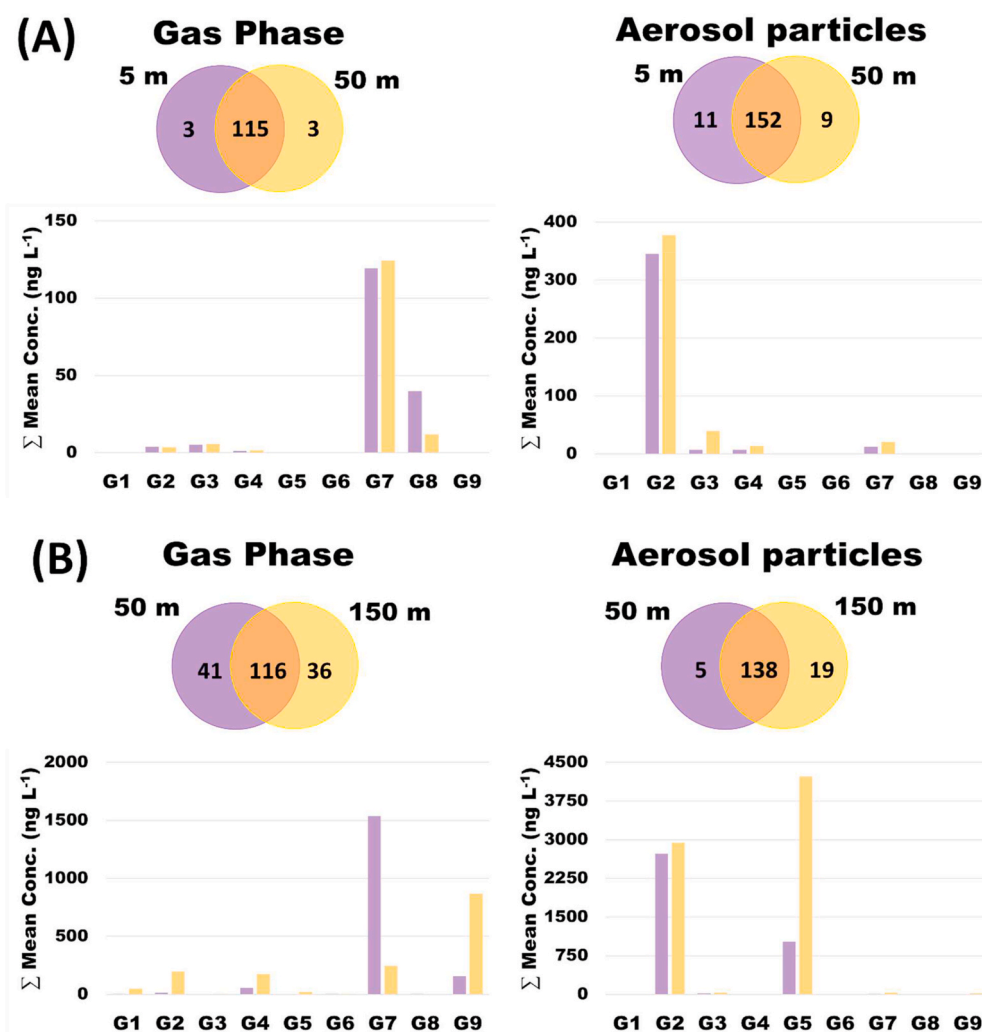 (A)
Gas Phase
5 m
50 m
3 115 3
∑ Mean Conc. (ng L⁻¹)
150
100
50
0
G1 G2 G3 G4 G5 G6 G7 G8 G9
Aerosol particles
5 m
50 m
11 152 9
∑ Mean Conc. (ng L⁻¹)
400
300
200
100
0
G1 G2 G3 G4 G5 G6 G7 G8 G9
(B)
Gas Phase
50 m
150 m
41 116 36
∑ Mean Conc. (ng L⁻¹)
2000
1500
1000
500
0
G1 G2 G3 G4 G5 G6 G7 G8 G9
Aerosol particles
50 m
150 m
5 138 19
∑ Mean Conc. (ng L⁻¹)
4500
3750
3000
2250
1500
750
0
G1 G2 G3 G4 G5 G6 G7 G8 G9